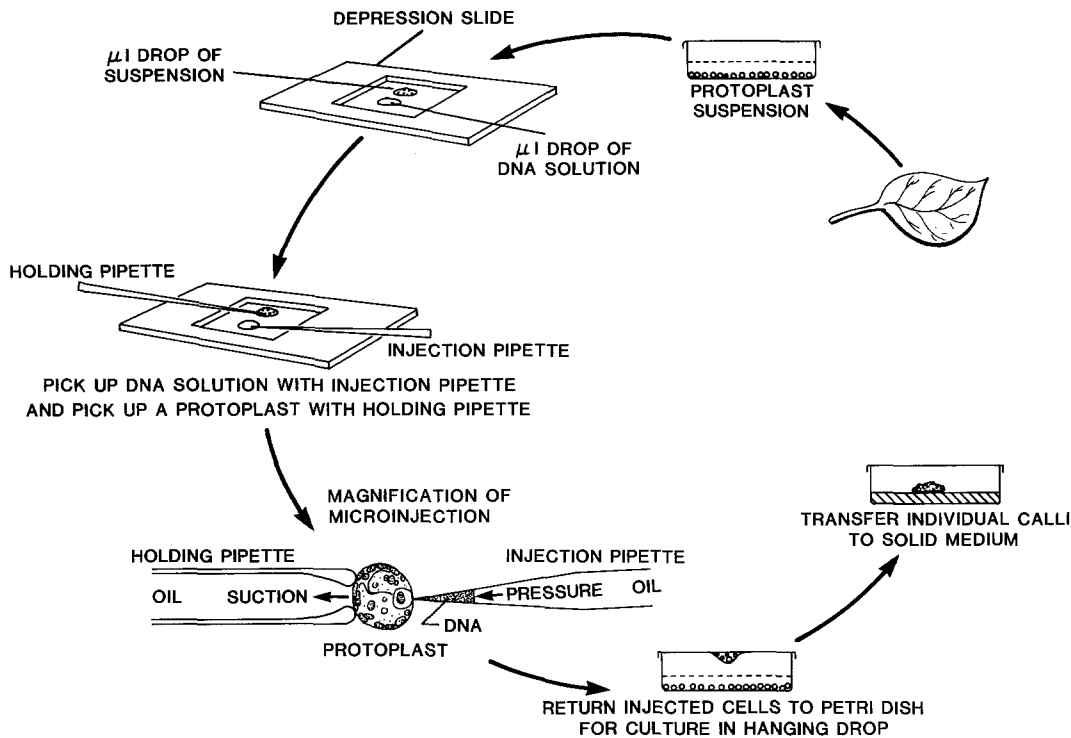 DEPRESSION SLIDE
μl DROP OF
SUSPENSION
PROTOPLAST
SUSPENSION
μl DROP OF
DNA SOLUTION
HOLDING PIPETTE
INJECTION PIPETTE
PICK UP DNA SOLUTION WITH INJECTION PIPETTE
AND PICK UP A PROTOPLAST WITH HOLDING PIPETTE
MAGNIFICATION OF
MICROINJECTION
HOLDING PIPETTE
INJECTION PIPETTE
OIL
SUCTION
PRESSURE
OIL
DNA
PROTOPLAST
TRANSFER INDIVIDUAL CALLI
TO SOLID MEDIUM
RETURN INJECTED CELLS TO PETRI DISH
FOR CULTURE IN HANGING DROP